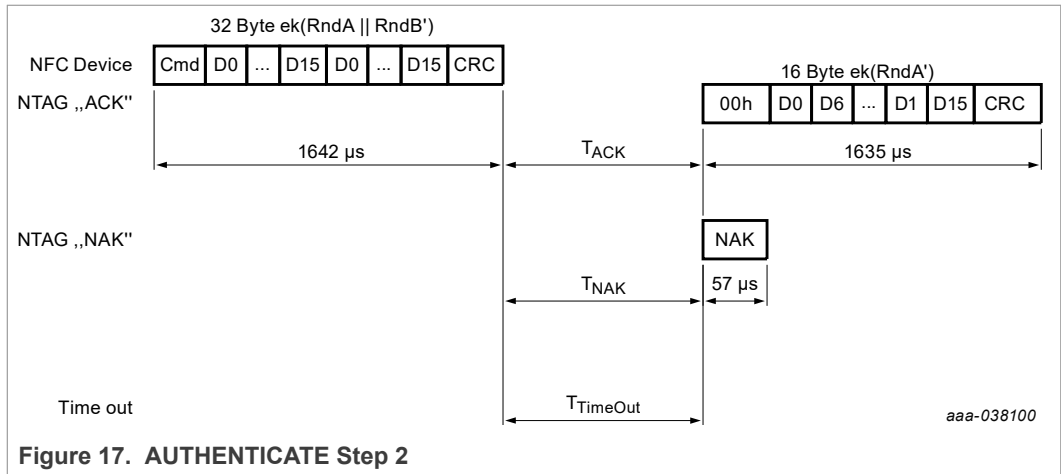 32 Byte ek(RndA || RndB')
NFC Device Cmd D0 ... D15 D0 ... D15 CRC
16 Byte ek(RndA')
NTAG ,,ACK" 00h D0 D6 ... D1 D15 CRC
1642 µs TACK 1635 µs
NTAG ,,NAK" NAK
TNAK 57 µs
Time out TTimeOut aaa-038100
Figure 17. AUTHENTICATE Step 2